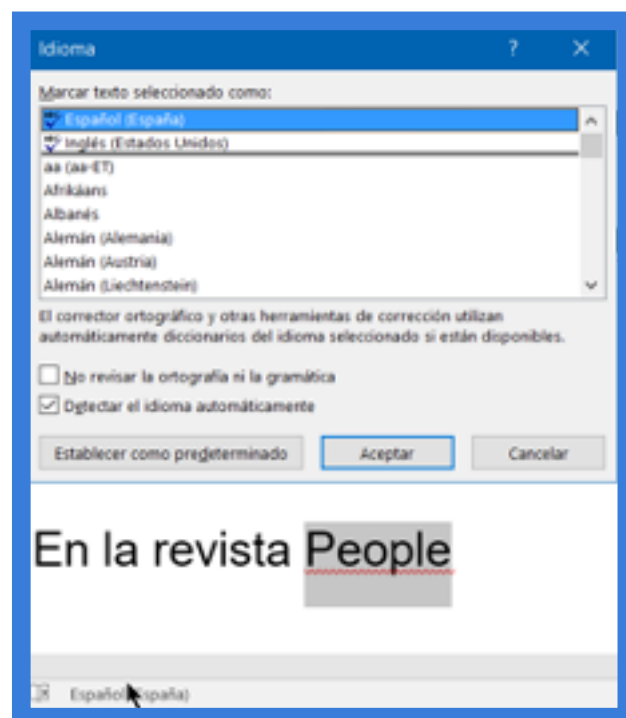 Idioma
Marcar texto seleccionado como:
Español (España)
Inglés (Estados Unidos)
aa (aa-ET)
Afrikáans
Albanés
Alemán (Alemania)
Alemán (Austria)
Alemán (Liechtenstein)
El corrector ortográfico y otras herramientas de corrección utilizan
automáticamente diccionarios del idioma seleccionado si están disponibles.
No revisar la ortografía ni la gramática
Detectar el idioma automáticamente
Establecer como predeterminado Aceptar Cancelar
En la revista People
Español (España)